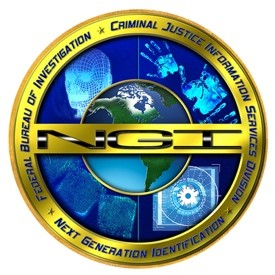 Federal Bureau of Investigation ★ Criminal Justice Information Services Division ★
NGI
Next Generation Identification